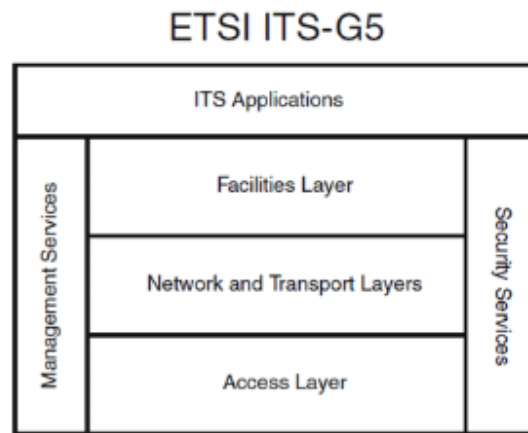 ETSI ITS-G5
ITS Applications
Management Services
Facilities Layer
Network and Transport Layers
Access Layer
Security Services